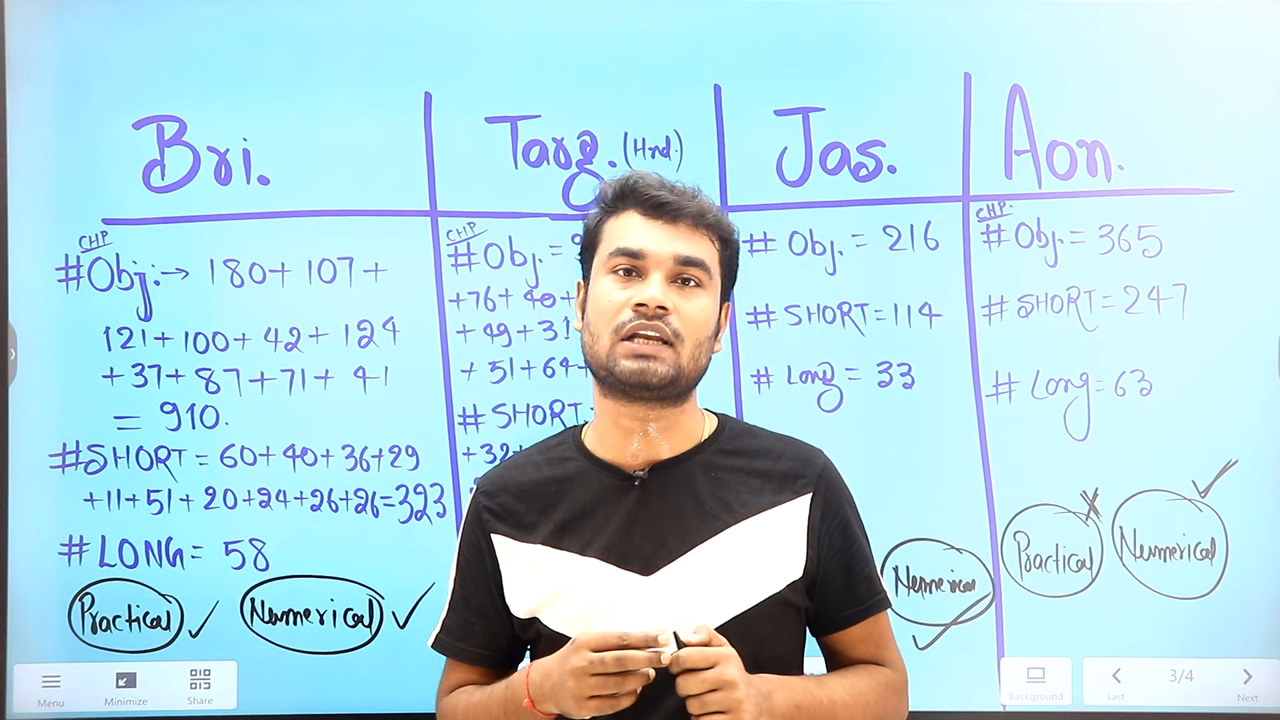 Bri.
CHP
#Obj.→ 180+ 107+
121+100+42+124
+37+87+71+41
= 910.
#SHORT = 60+40+36+29
+11+51+20+24+26+26=323
#LONG= 58
Practical ✓ Numerical ✓
Targ. (Hnd.)
CHP
#Obj. =
+76+40+
+49+31
+51+64+
#SHORT
+32+
Jas.
# Obj. = 216
# SHORT=114
# Long = 33
Numerical
✓
Aon.
CHP.
# Obj.= 365
# SHORT=247
# Long=63
Practical × Numerical ✓
Menu
Minimize
Share
Background
Last
3/4
Next